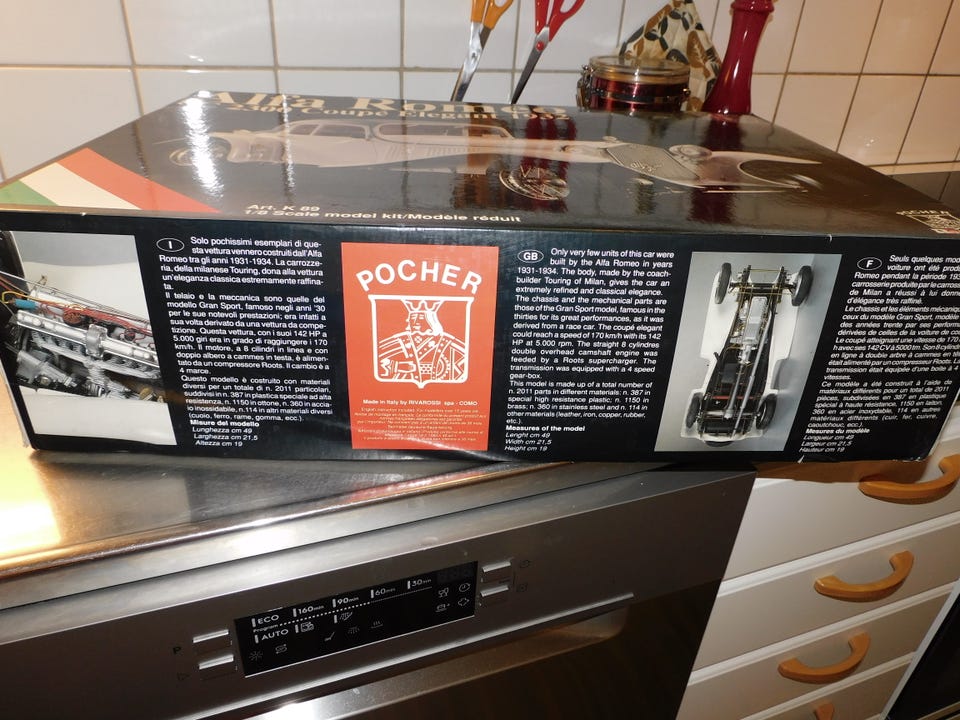 Alfa Romeo
Coupé Elegant 1932
Art. K 89
1/8 Scale model kit/Modèle réduit
I
Solo pochissimi esemplari di que-
sta vettura vennero costruiti dall'Alfa
Romeo tra gli anni 1931-1934. La carrozze-
ria, della milanese Touring, dona alla vettura
un'eleganza classica estremamente raffina-
ta.
Il telaio e la meccanica sono quelle del
modello Gran Sport, famoso negli anni '30
per le sue notevoli prestazioni; era infatti a
sua volta derivato da una vettura da compe-
tizione. Questa vettura, con i suoi 142 HP a
5.000 giri era in grado di raggiungere i 170
km/h. Il motore, a 8 cilindri in linea e con
doppio albero a cammes in testa, è alimen-
tato da un compressore Roots. Il cambio è a
4 marce.
Questo modello è costruito con materiali
diversi per un totale di n. 2011 particolari,
suddivisi in n. 387 in plastica speciale ad alta
resistenza, n. 1150 in ottone, n. 360 in accia-
io inossidabile, n. 114 in altri materiali diversi
(cuoio, ferro, rame, gomma, ecc.).
Misure del modello
Lunghezza cm 49
Larghezza cm 21,5
Altezza cm 19
POCHER
Made in Italy by RIVAROSSI spa - COMO
GB
Only very few units of this car were
built by the Alfa Romeo in years
1931-1934. The body, made by the coach-
builder Touring of Milan, gives the car an
extremely refined and classical elegance.
The chassis and the mechanical parts are
those of the Gran Sport model, famous in the
thirties for its great performances, as it was
derived from a race car. The coupé elegant
could reach a speed of 170 km/h with its 142
HP at 5.000 rpm. The straight 8 cylinders
double overhead camshaft engine was
feeded by a Roots supercharger. The
transmission was equipped with a 4 speed
gear-box.
This model is made up of a total number of
n. 2011 parts in different materials: n. 387 in
special high resistance plastic; n. 1150 in
brass; n. 360 in stainless steel and n. 114 in
other materials (leather, iron, copper, rubber,
etc.).
Measures of the model
Lenght cm 49
Width cm 21,5
Height cm 19
F
Seuls quelques mod
voiture ont été produ
Romeo pendant la période 193
carrosserie produite par le carross
de Milan a réussi à lui donne
d'élégance très raffiné.
Le chassis et les éléments mécanique
ceux du modèle Gran Sport, modèle
des années trente par ses perform
dérivées de celles de la voiture de co
Le coupé atteignant une vitesse de 170
h avec ses 142 CV à 5000 tm. Son 8 cylind
en ligne à double arbre à cammes en tê
est alimenté par un compresseur Roots. La
transmission était équipée d'une boîte à 4
vitesses.
Ce modèle a été construit à l'aide de
matériaux différents pour un total de 2011
pièces, subdivisées en 387 en plastique
spécial à haute résistance, 1150 en laiton,
360 en acier inoxydable, 114 en autres
matériaux différents (cuir, fer, cuivre,
caoutchouc, ecc.).
Mesures du modèle
Longueur cm 49
Largeur cm 21,5
Hauteur cm 19
ECO 160min 90min 60min 30min
Program
AUTO
P